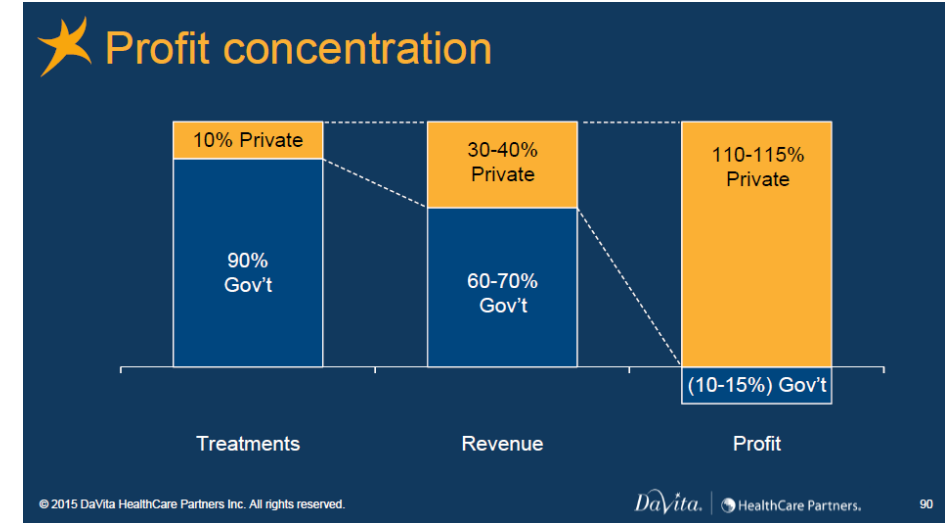 Profit concentration
10% Private
90%
Gov't
30-40%
Private
60-70%
Gov't
110-115%
Private
(10-15%) Gov't
Treatments
Revenue
Profit
© 2015 DaVita HealthCare Partners Inc. All rights reserved.
DaVita.
HealthCare Partners.
90